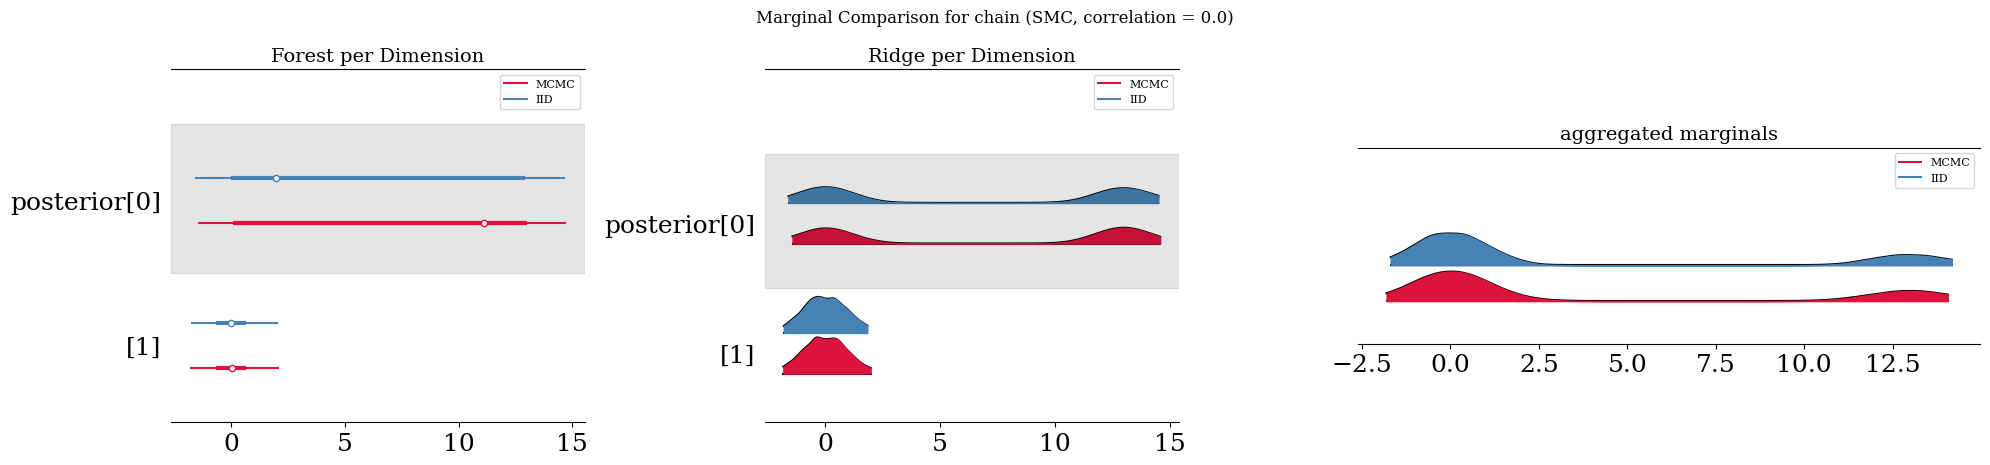 Marginal Comparison for chain (SMC, correlation = 0.0)
Forest per Dimension
MCMC
IID
posterior[0]
[1]
0 5 10 15
Ridge per Dimension
MCMC
IID
posterior[0]
[1]
0 5 10 15
aggregated marginals
MCMC
IID
−2.5 0.0 2.5 5.0 7.5 10.0 12.5